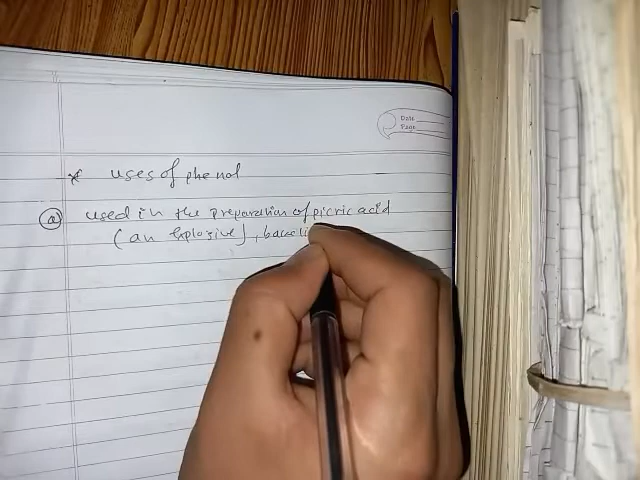 Date
Page
* uses of phenol
(a) used in the preparation of picric acid
(an explosive), bakeli